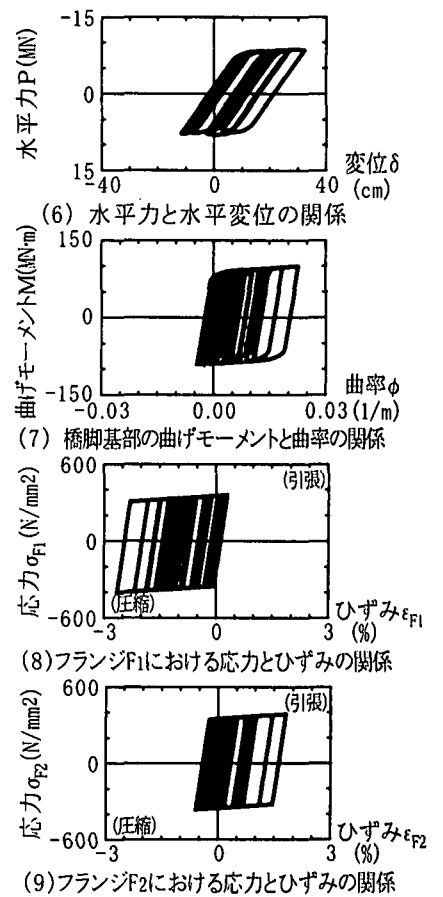 -15
水平力P(MN)
0
15
-40
0
40
変位δ
(cm)
(6) 水平力と水平変位の関係
150
曲げモーメントM(MN·m)
0
-150
-0.03
0.00
0.03
曲率φ
(1/m)
(7) 橋脚基部の曲げモーメントと曲率の関係
600
(引張)
応力σF1(N/mm2)
0
(圧縮)
-600
-3
0
3
ひずみεF1
(%)
(8)フランジF1における応力とひずみの関係
600
(引張)
応力σF2(N/mm2)
0
(圧縮)
-600
-3
0
3
ひずみεF2
(%)
(9)フランジF2における応力とひずみの関係